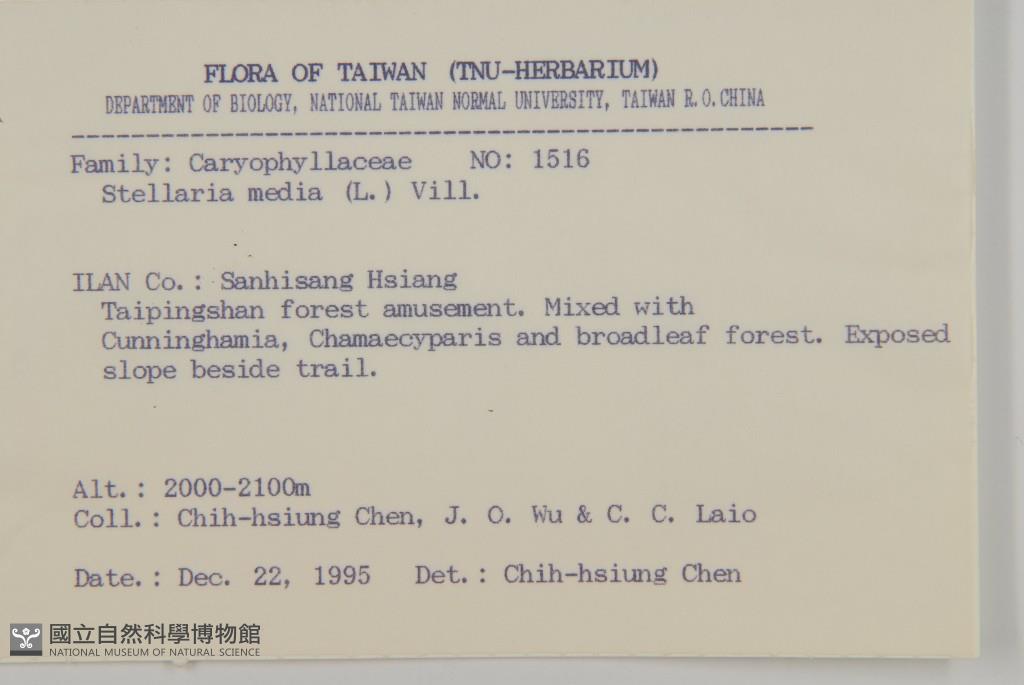 FLORA OF TAIWAN (TNU-HERBARIUM)
DEPARTMENT OF BIOLOGY, NATIONAL TAIWAN NORMAL UNIVERSITY, TAIWAN R.O.CHINA
Family: Caryophyllaceae NO: 1516
Stellaria media (L.) Vill.
ILAN Co.: Sanhisang Hsiang
Taipingshan forest amusement. Mixed with
Cunninghamia, Chamaecyparis and broadleaf forest. Exposed
slope beside trail.
Alt.: 2000-2100m
Coll.: Chih-hsiung Chen, J. O. Wu & C. C. Laio
Date.: Dec. 22, 1995 Det.: Chih-hsiung Chen
國立自然科學博物館
NATIONAL MUSEUM OF NATURAL SCIENCE